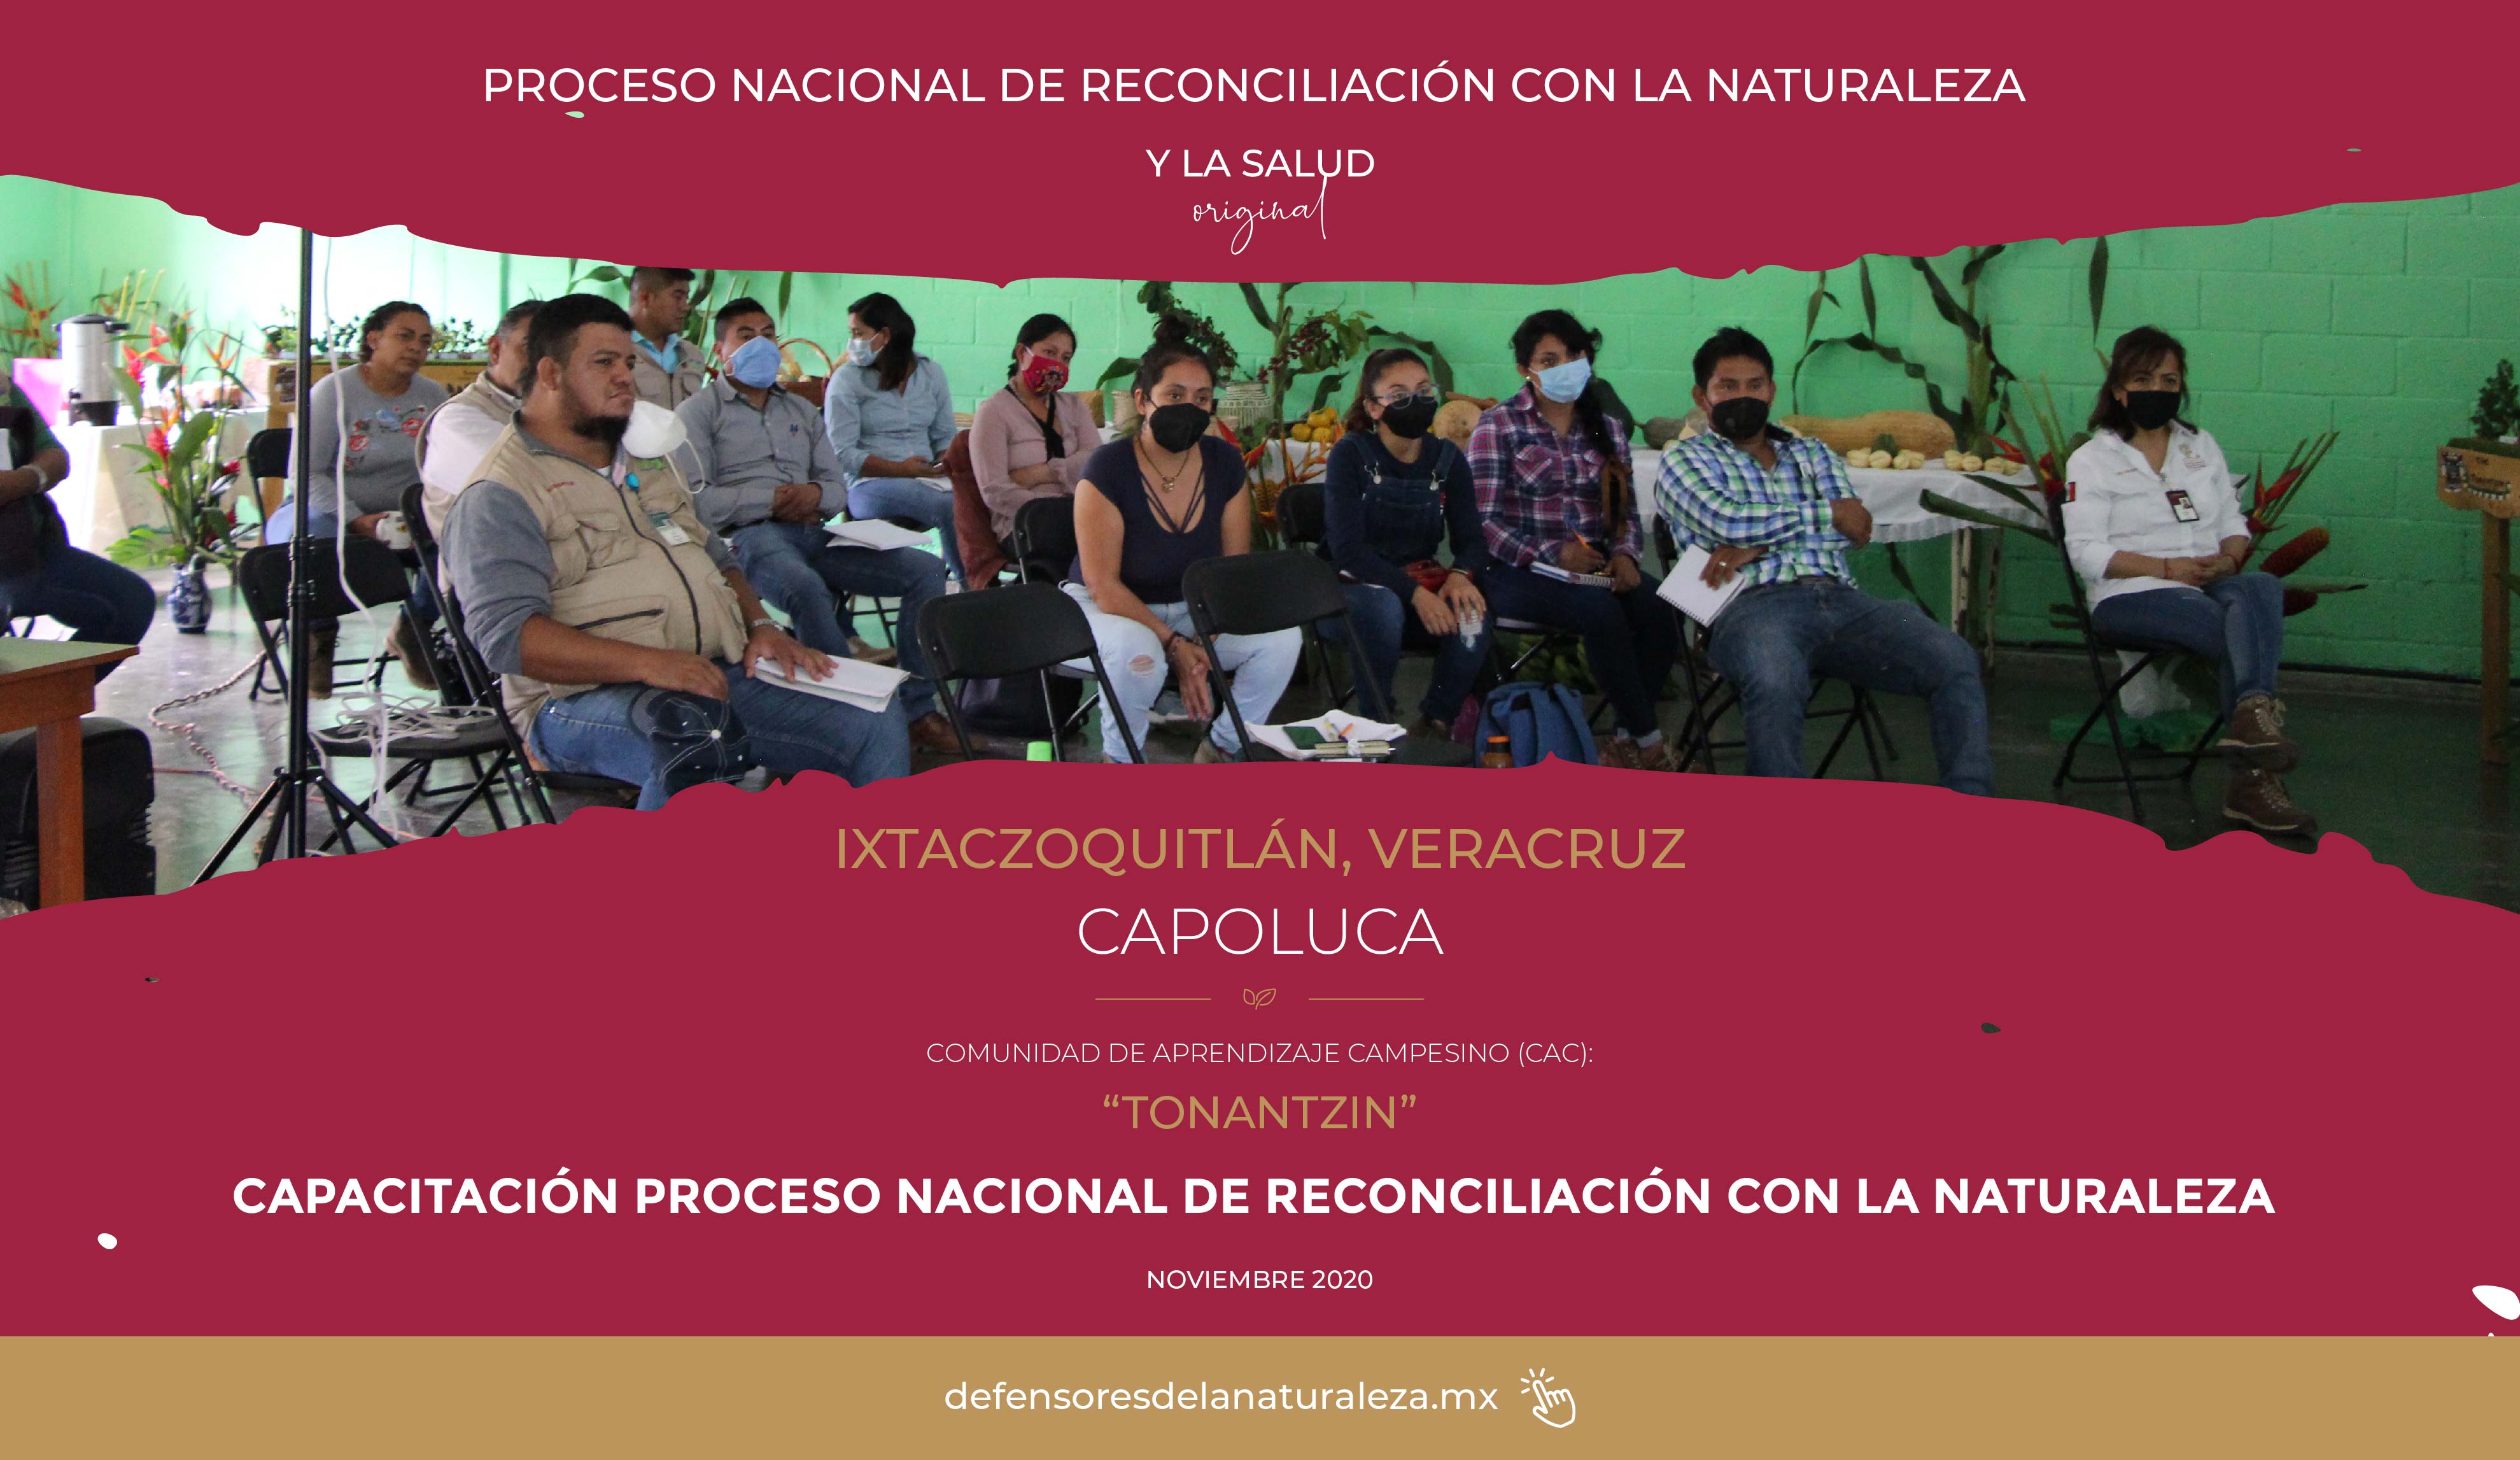 PROCESO NACIONAL DE RECONCILIACIÓN CON LA NATURALEZA
Y LA SALUD
original
IXTACZOQUITLÁN, VERACRUZ
CAPOLUCA
COMUNIDAD DE APRENDIZAJE CAMPESINO (CAC):
“TONANTZIN”
CAPACITACIÓN PROCESO NACIONAL DE RECONCILIACIÓN CON LA NATURALEZA
NOVIEMBRE 2020
defensoresdelanaturaleza.mx